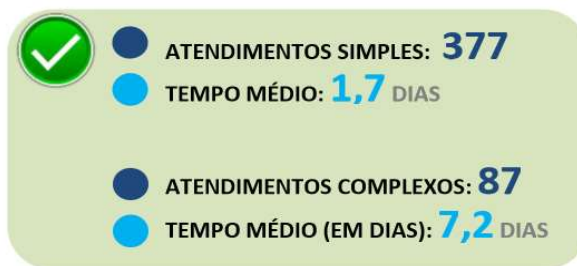 ATENDIMENTOS SIMPLES: 377
TEMPO MÉDIO: 1,7 DIAS
ATENDIMENTOS COMPLEXOS: 87
TEMPO MÉDIO (EM DIAS): 7,2 DIAS